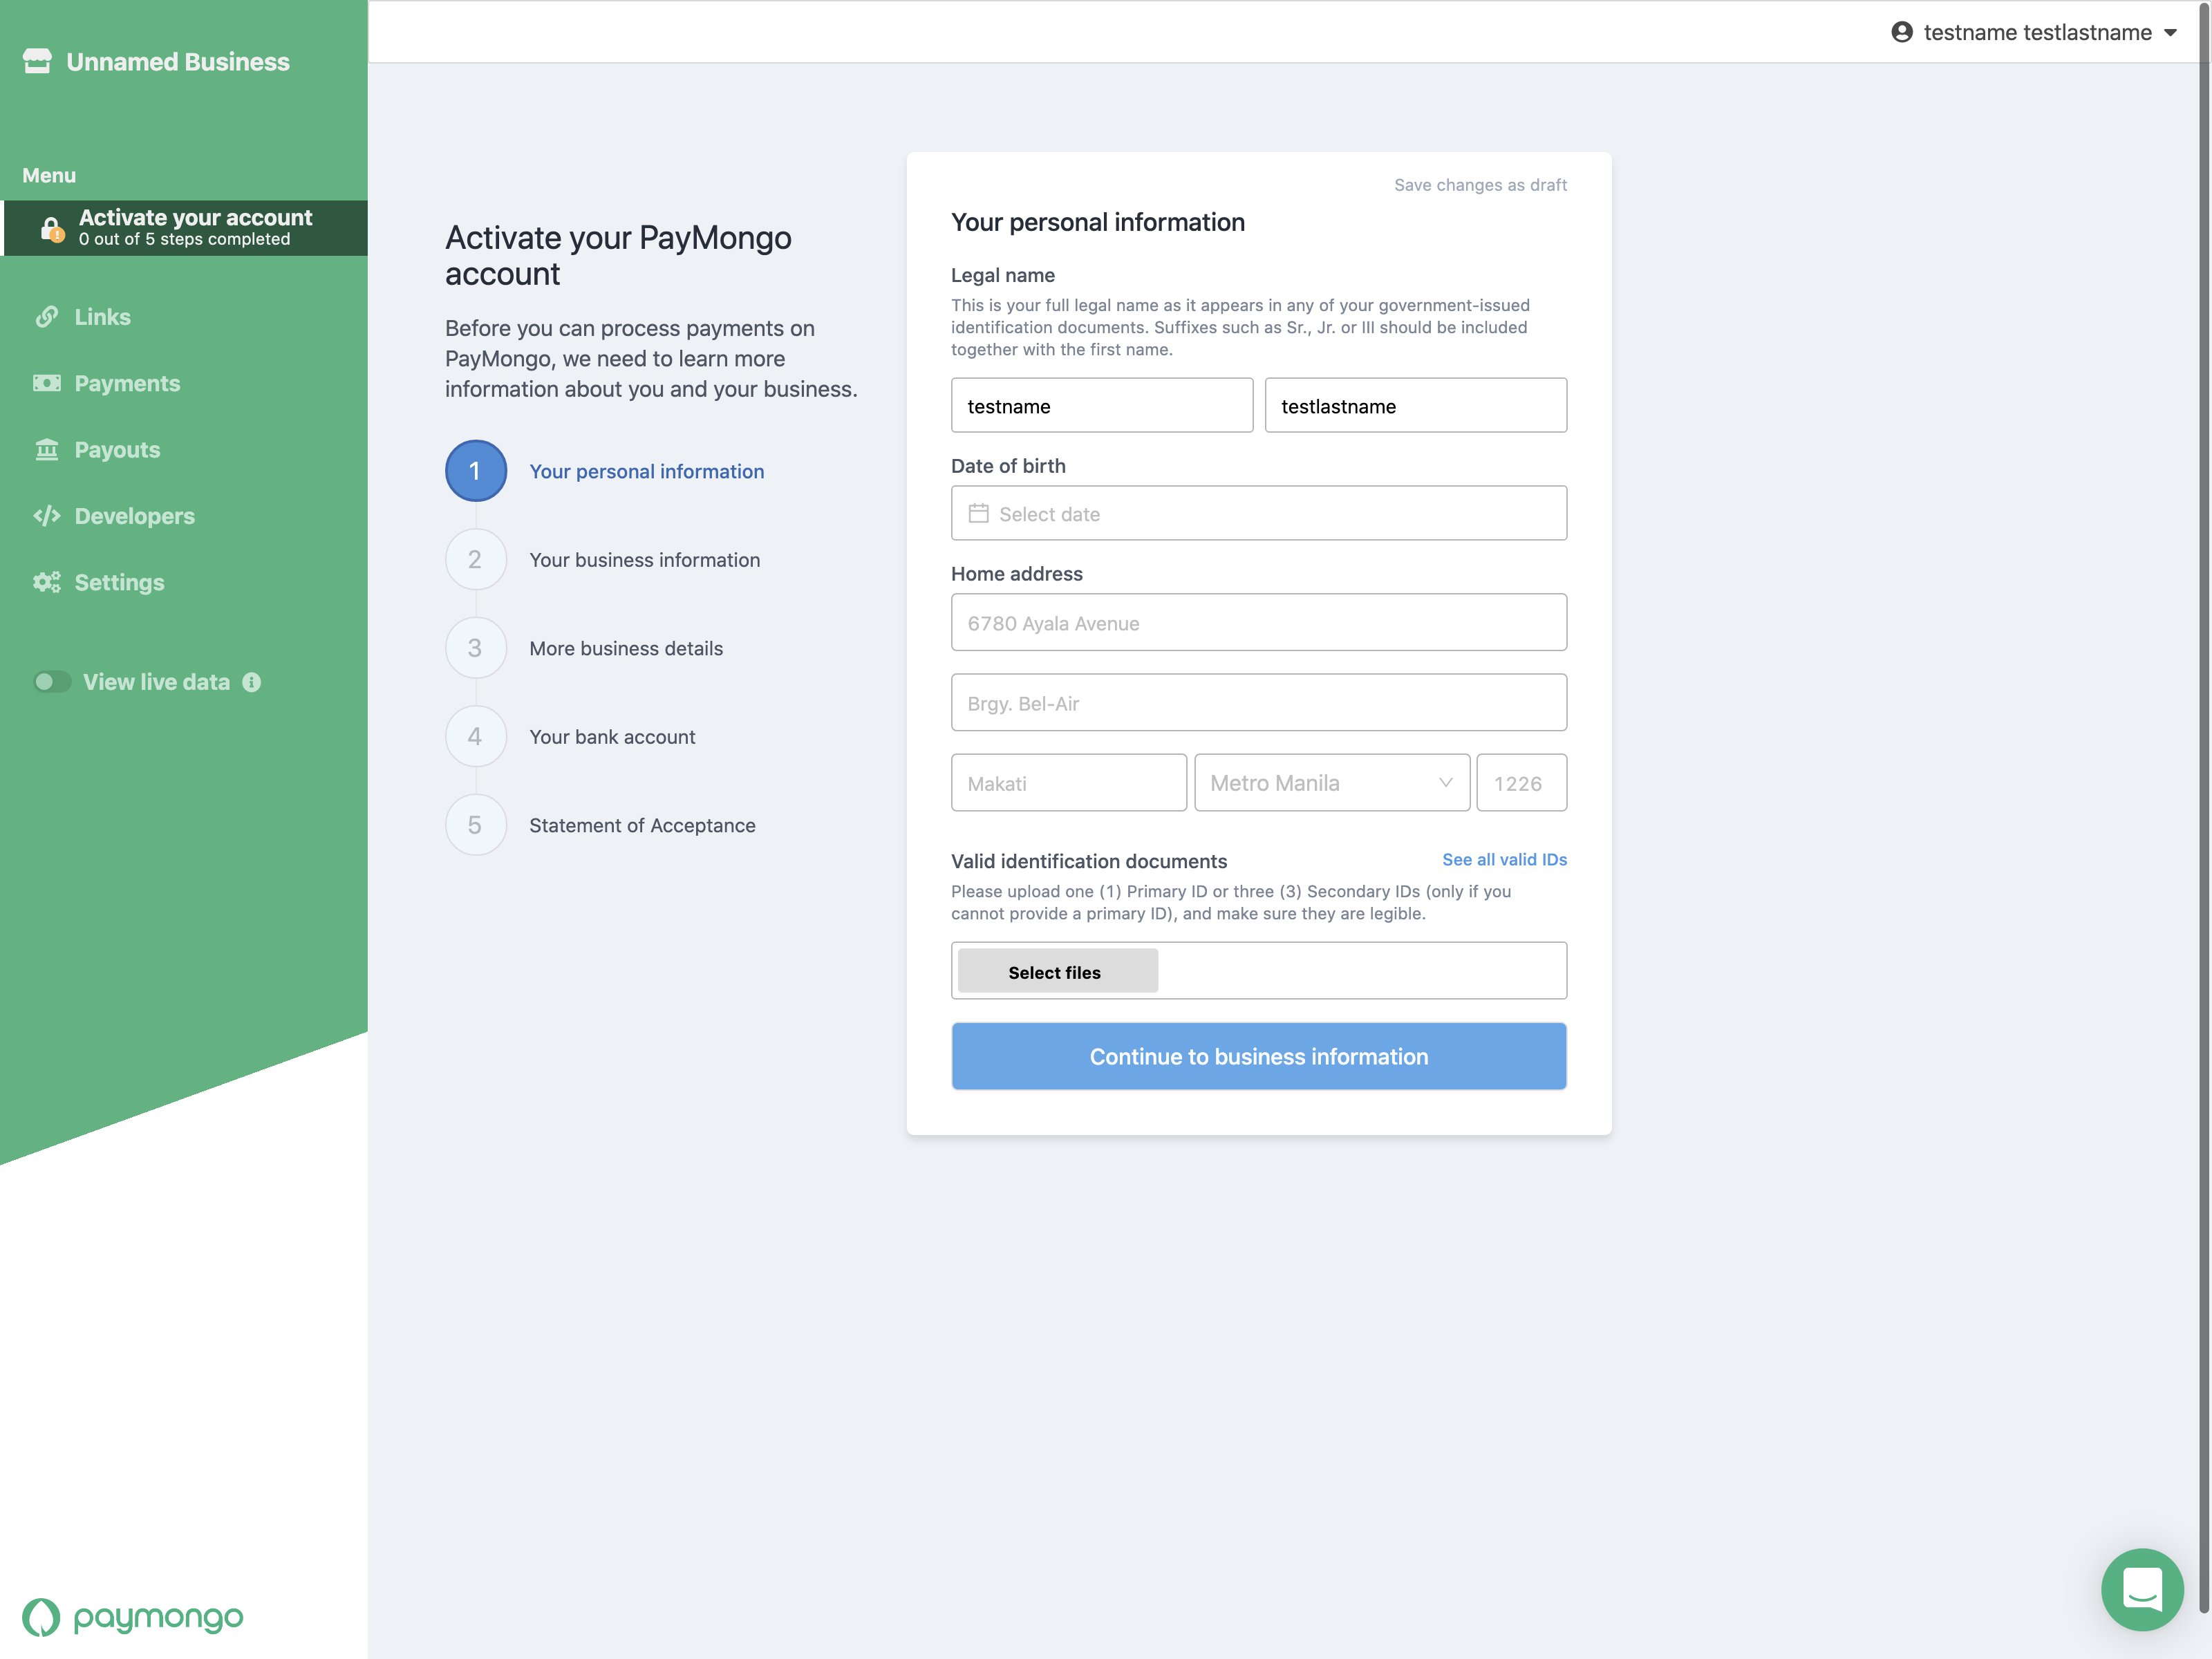 Unnamed Business
testname testlastname
Menu
Activate your account
0 out of 5 steps completed
Links
Payments
Payouts
Developers
Settings
View live data
Activate your PayMongo
account
Before you can process payments on
PayMongo, we need to learn more
information about you and your business.
1 Your personal information
2 Your business information
3 More business details
4 Your bank account
5 Statement of Acceptance
Save changes as draft
Your personal information
Legal name
This is your full legal name as it appears in any of your government-issued
identification documents. Suffixes such as Sr., Jr. or III should be included
together with the first name.
testname testlastname
Date of birth
Select date
Home address
6780 Ayala Avenue
Brgy. Bel-Air
Makati Metro Manila 1226
Valid identification documents See all valid IDs
Please upload one (1) Primary ID or three (3) Secondary IDs (only if you
cannot provide a primary ID), and make sure they are legible.
Select files
Continue to business information
paymongo